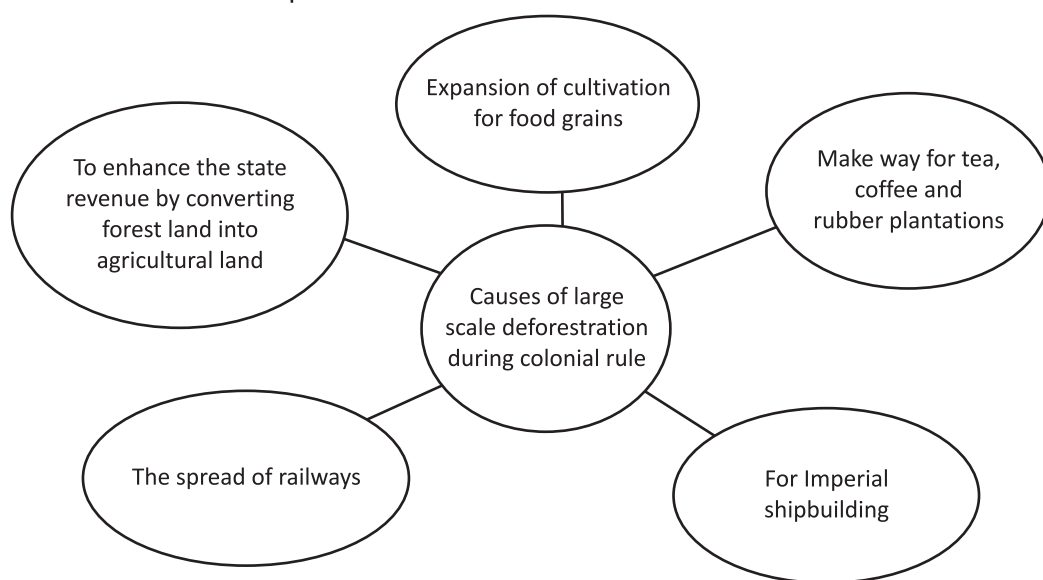 Expansion of cultivation
for food grains
To enhance the state
revenue by converting
forest land into
agricultural land
Make way for tea,
coffee and
rubber plantations
Causes of large
scale deforestration
during colonial rule
The spread of railways
For Imperial
shipbuilding